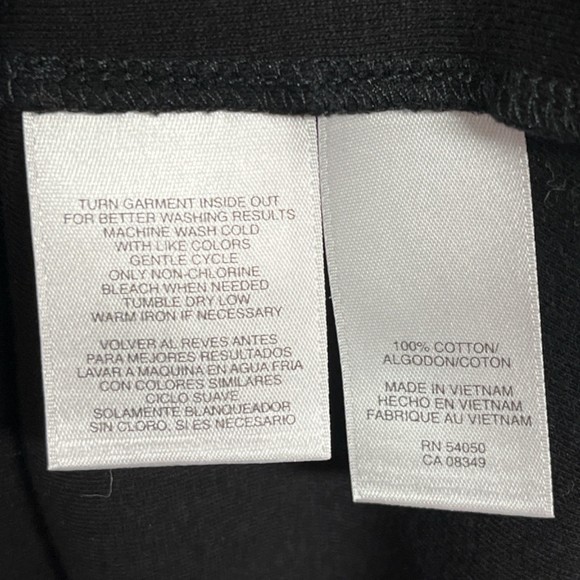 TURN GARMENT INSIDE OUT
FOR BETTER WASHING RESULTS
MACHINE WASH COLD
WITH LIKE COLORS
GENTLE CYCLE
ONLY NON-CHLORINE
BLEACH WHEN NEEDED
TUMBLE DRY LOW
WARM IRON IF NECESSARY
VOLVER AL REVES ANTES
PARA MEJORES RESULTADOS
LAVAR A MAQUINA EN AGUA FRIA
CON COLORES SIMILARES
CICLO SUAVE
SOLAMENTE BLANQUEADOR
SIN CLORO, SI ES NECESARIO
100% COTTON/
ALGODON/COTON
MADE IN VIETNAM
HECHO EN VIETNAM
FABRIQUE AU VIETNAM
RN 54050
CA 08349